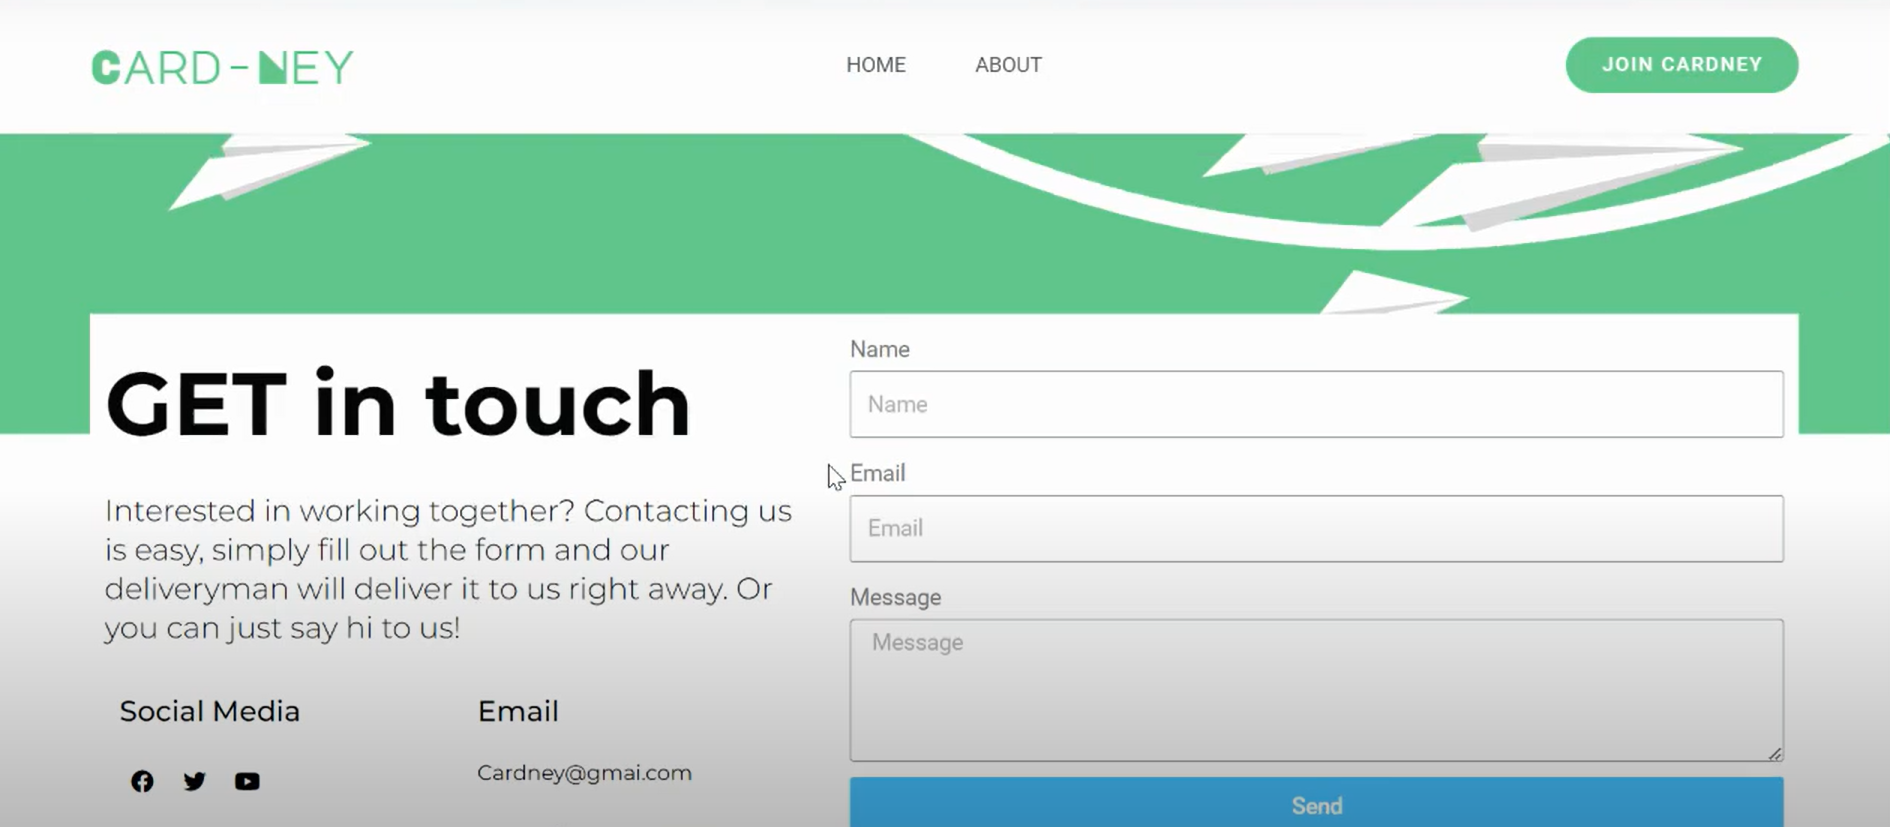 CARD-NEY
HOME
ABOUT
JOIN CARDNEY
GET in touch
Interested in working together? Contacting us
is easy, simply fill out the form and our
deliveryman will deliver it to us right away. Or
you can just say hi to us!
Social Media
Email
Cardney@gmai.com
Name
Name
Email
Email
Message
Message
Send